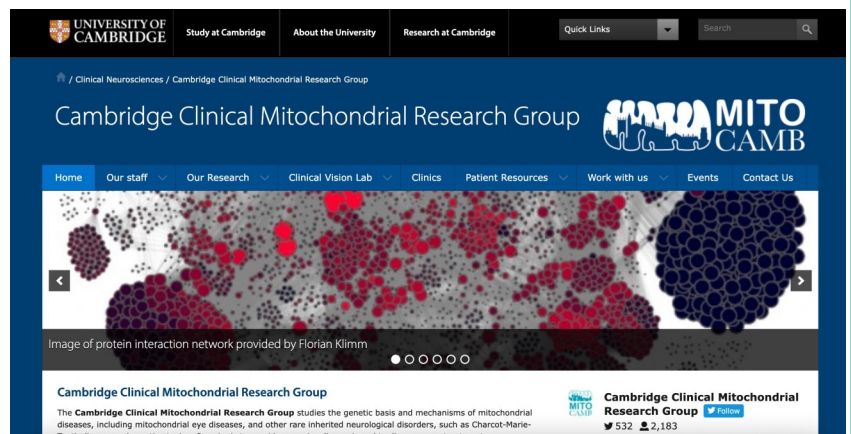 UNIVERSITY OF
CAMBRIDGE
Study at Cambridge
About the University
Research at Cambridge
Quick Links
Search
/ Clinical Neurosciences / Cambridge Clinical Mitochondrial Research Group
Cambridge Clinical Mitochondrial Research Group
MITO
CAMB
Home
Our staff
Our Research
Clinical Vision Lab
Clinics
Patient Resources
Work with us
Events
Contact Us
Image of protein interaction network provided by Florian Klimm
Cambridge Clinical Mitochondrial Research Group
The Cambridge Clinical Mitochondrial Research Group studies the genetic basis and mechanisms of mitochondrial
diseases, including mitochondrial eye diseases, and other rare inherited neurological disorders, such as Charcot-Marie-
MITO
CAMB
Cambridge Clinical Mitochondrial
Research Group Follow
532 2,183